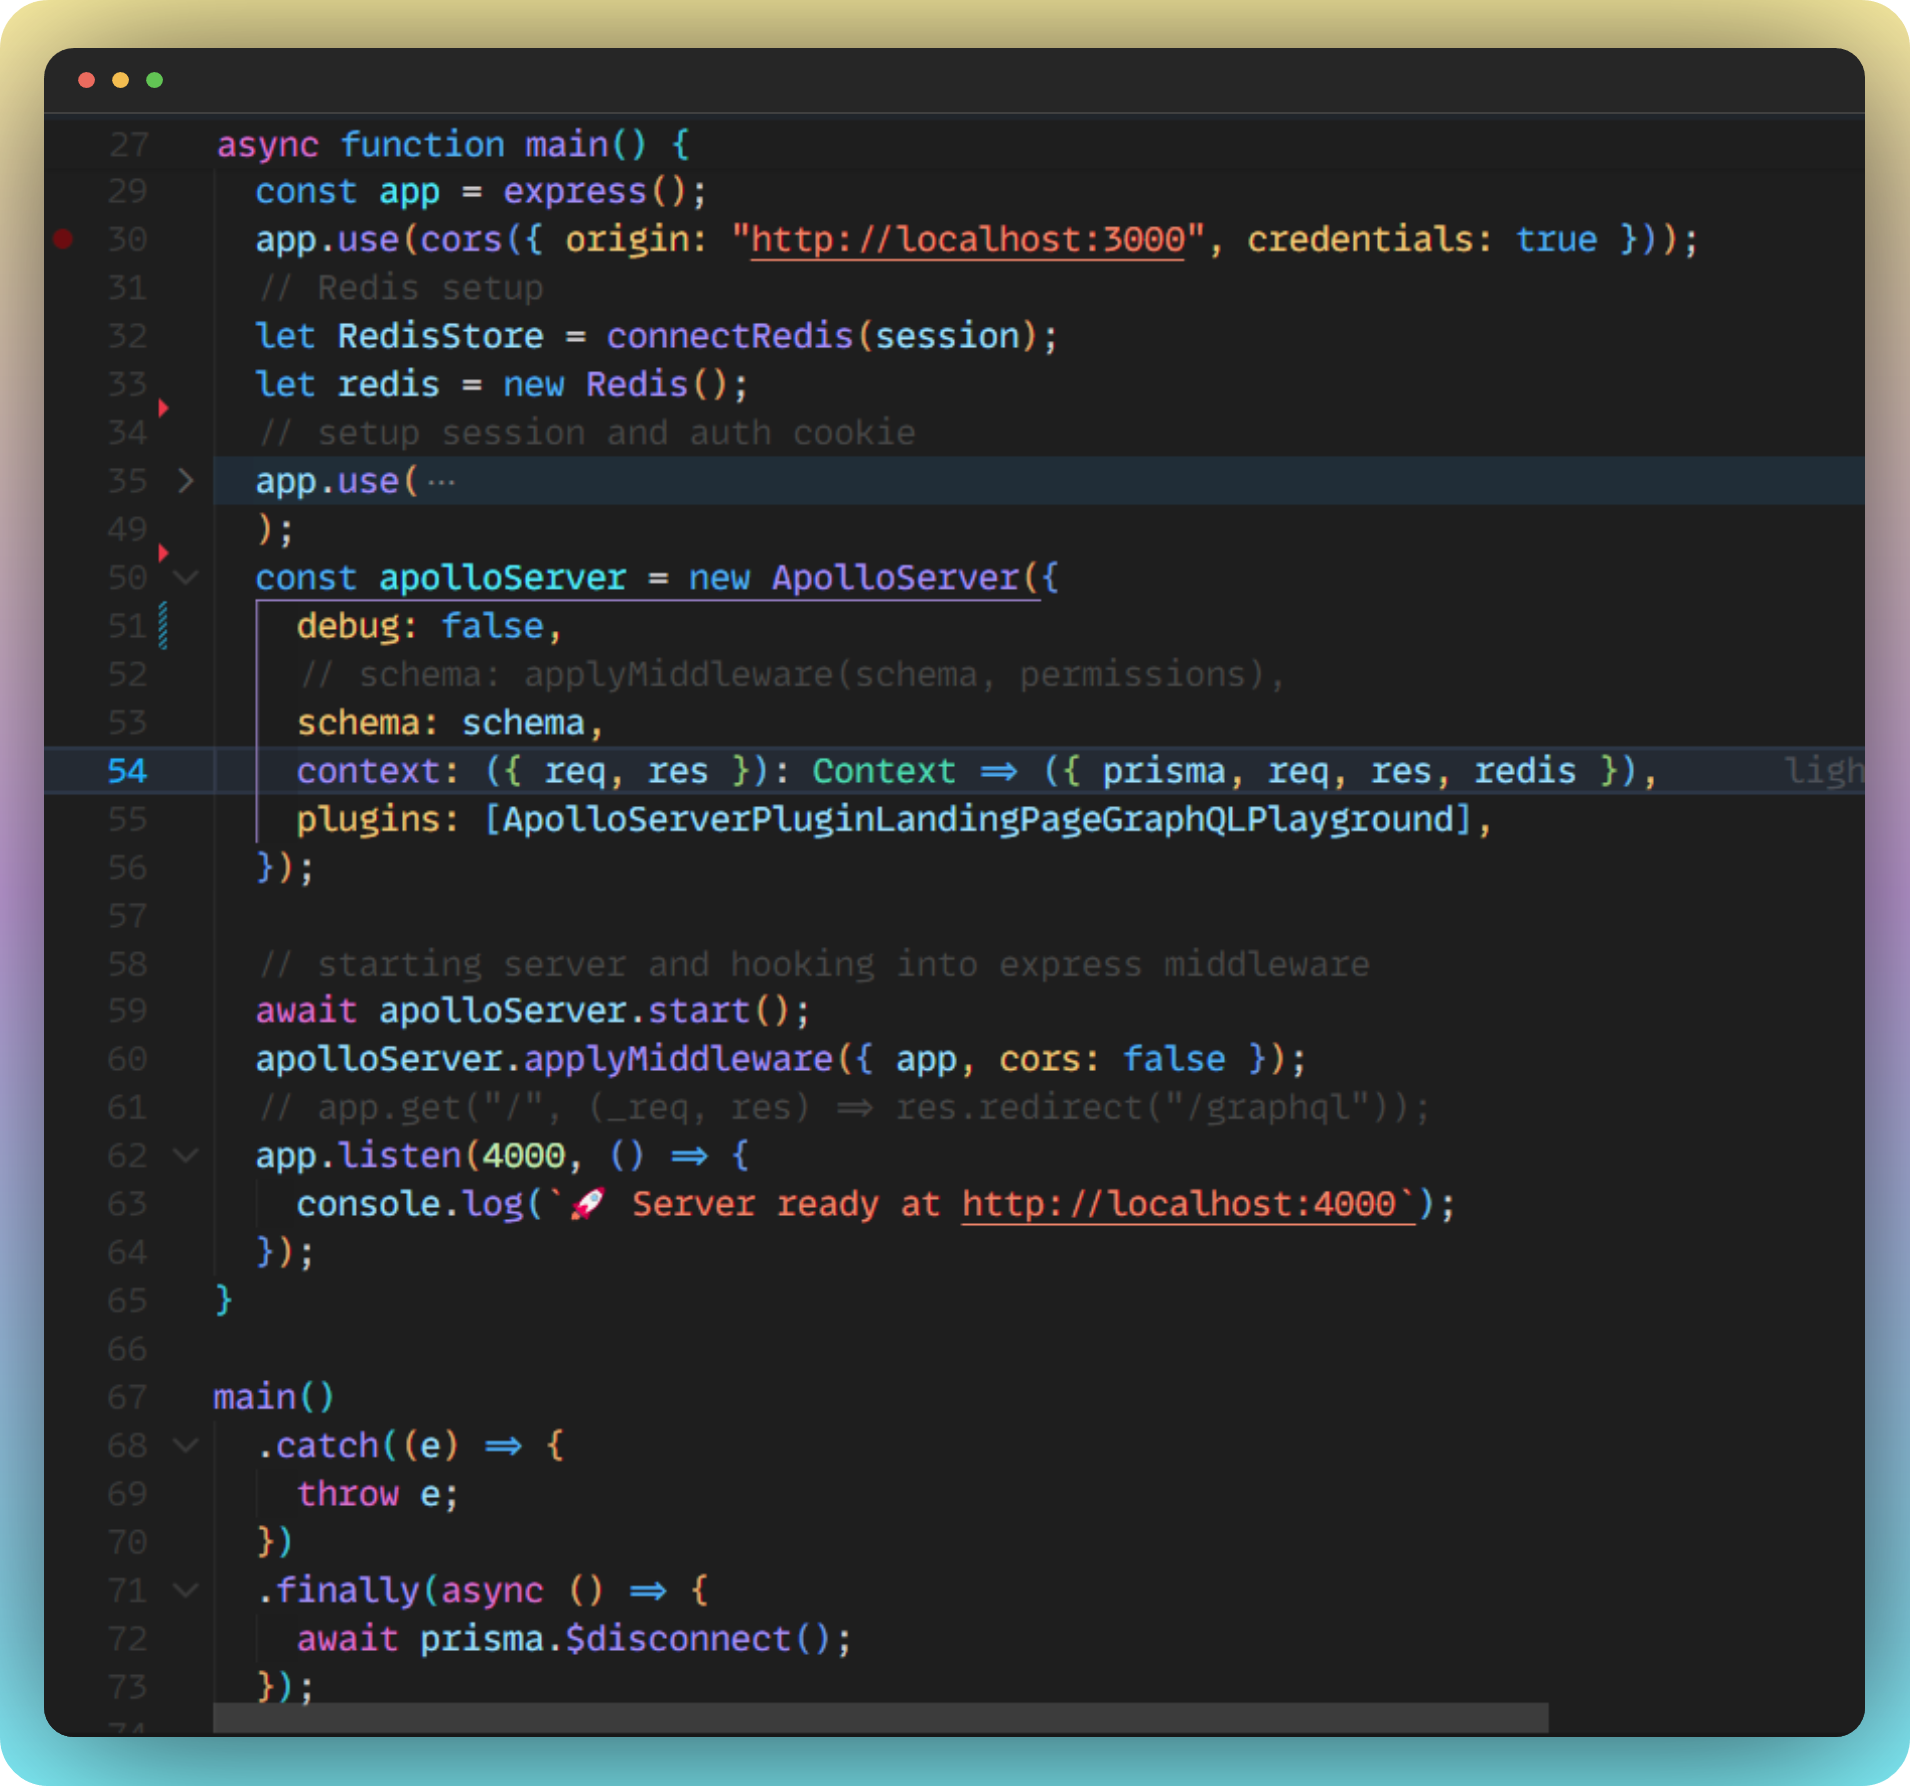 27 async function main() {
29 const app = express();
30 app.use(cors({ origin: "http://localhost:3000", credentials: true }));
31 // Redis setup
32 let RedisStore = connectRedis(session);
33 let redis = new Redis();
34 // setup session and auth cookie
35 app.use(···
49 );
50 const apolloServer = new ApolloServer({
51 debug: false,
52 // schema: applyMiddleware(schema, permissions),
53 schema: schema,
54 context: ({ req, res }): Context => ({ prisma, req, res, redis }), ligh
55 plugins: [ApolloServerPluginLandingPageGraphQLPlayground],
56 });
57
58 // starting server and hooking into express middleware
59 await apolloServer.start();
60 apolloServer.applyMiddleware({ app, cors: false });
61 // app.get("/", (_req, res) => res.redirect("/graphql"));
62 app.listen(4000, () => {
63 console.log(`🚀 Server ready at http://localhost:4000`);
64 });
65 }
66
67 main()
68 .catch((e) => {
69 throw e;
70 })
71 .finally(async () => {
72 await prisma.$disconnect();
73 });
74